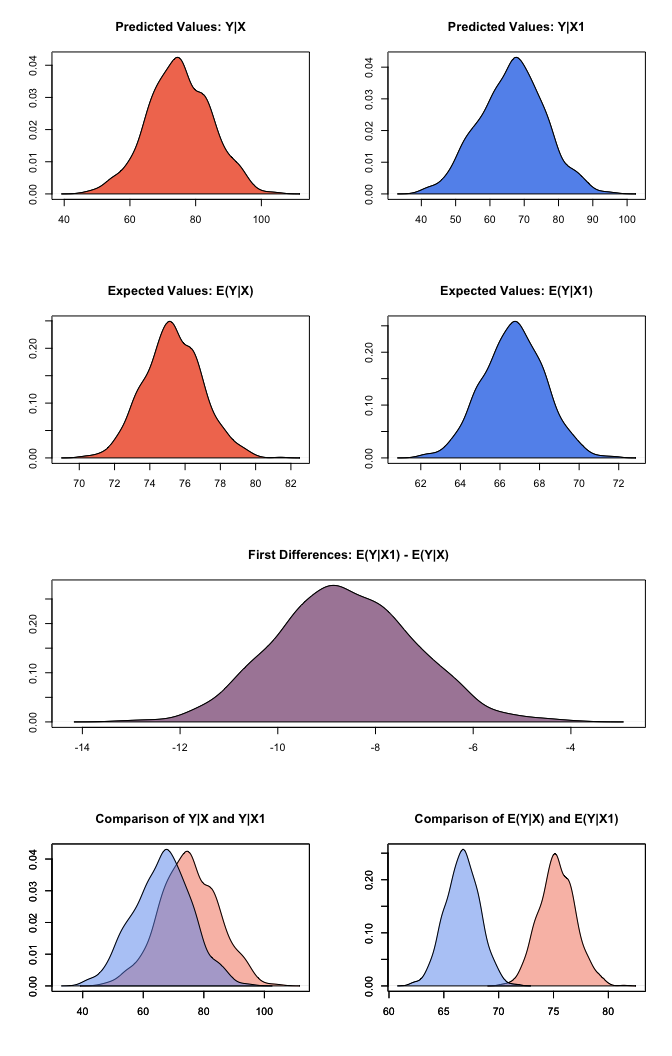 Predicted Values: Y|X
0.00 0.01 0.02 0.03 0.04
40 60 80 100
Predicted Values: Y|X1
0.00 0.01 0.02 0.03 0.04
40 50 60 70 80 90 100
Expected Values: E(Y|X)
0.00 0.10 0.20
70 72 74 76 78 80 82
Expected Values: E(Y|X1)
0.00 0.10 0.20
62 64 66 68 70 72
First Differences: E(Y|X1) - E(Y|X)
0.00 0.10 0.20
-14 -12 -10 -8 -6 -4
Comparison of Y|X and Y|X1
0.00 0.01 0.02 0.03 0.04
40 60 80 100
Comparison of E(Y|X) and E(Y|X1)
0.00 0.10 0.20
60 65 70 75 80